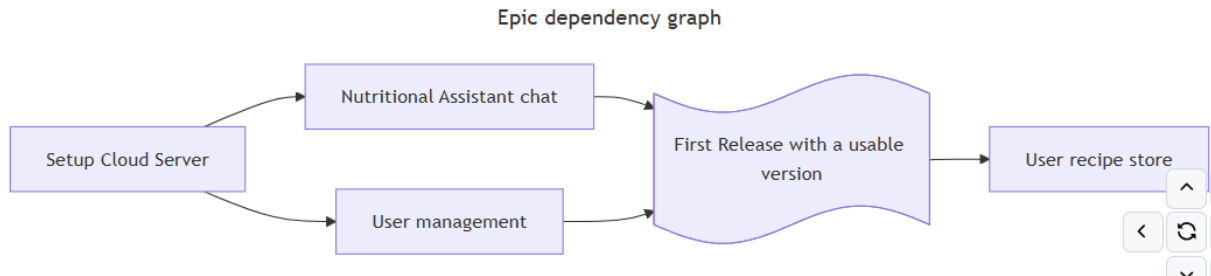 Epic dependency graph
Nutritional Assistant chat
Setup Cloud Server
First Release with a usable
version
User recipe store
User management